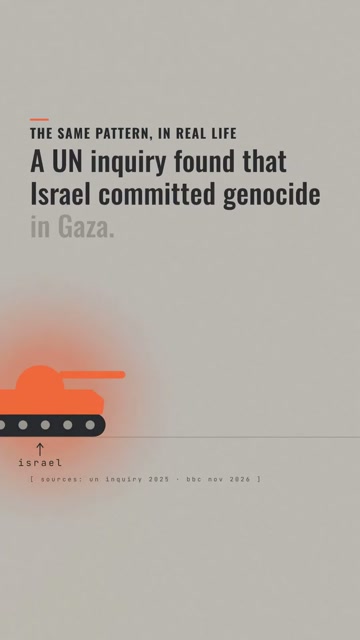 THE SAME PATTERN, IN REAL LIFE
A UN inquiry found that
Israel committed genocide
in Gaza.
israel
[ sources: un inquiry 2025 · bbc nov 2026 ]